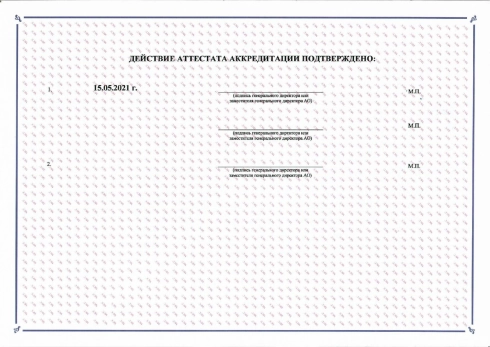 ДЕЙСТВИЕ АТТЕСТАТА АККРЕДИТАЦИИ ПОДТВЕРЖДЕНО:
1. 15.05.2021 г. М.П.
(подпись генерального директора или
заместителя генерального директора АО)
М.П.
(подпись генерального директора или
заместителя генерального директора АО)
2. М.П.
(подпись генерального директора или
заместителя генерального директора АО)